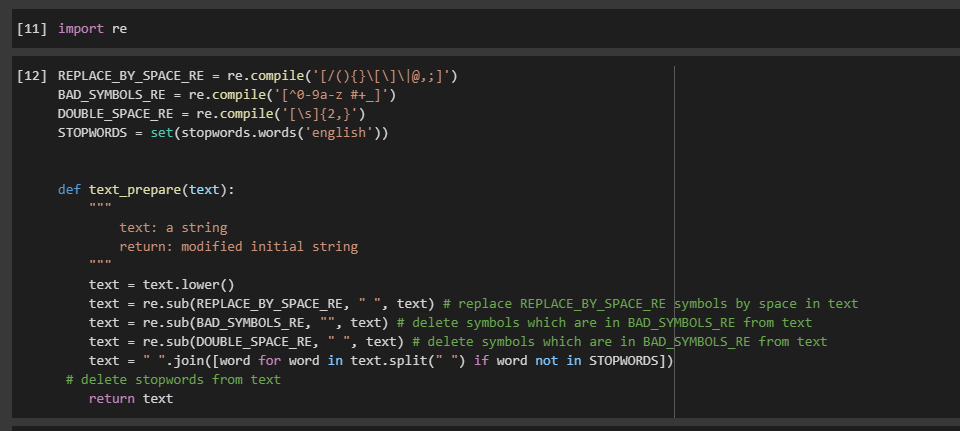 [11] import re
[12] REPLACE_BY_SPACE_RE = re.compile('[/(){}\[\]\|@,;]')
BAD_SYMBOLS_RE = re.compile('[^0-9a-z #+_]')
DOUBLE_SPACE_RE = re.compile('[\s]{2,}')
STOPWORDS = set(stopwords.words('english'))
def text_prepare(text):
"""
text: a string
return: modified initial string
"""
text = text.lower()
text = re.sub(REPLACE_BY_SPACE_RE, " ", text) # replace REPLACE_BY_SPACE_RE symbols by space in text
text = re.sub(BAD_SYMBOLS_RE, "", text) # delete symbols which are in BAD_SYMBOLS_RE from text
text = re.sub(DOUBLE_SPACE_RE, " ", text) # delete symbols which are in BAD_SYMBOLS_RE from text
text = " ".join([word for word in text.split(" ") if word not in STOPWORDS])
# delete stopwords from text
return text